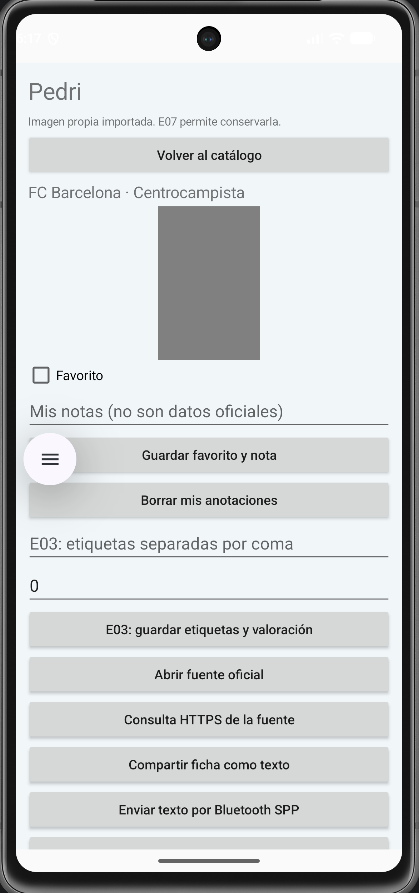 Pedri
Imagen propia importada. E07 permite conservarla.
Volver al catálogo
FC Barcelona · Centrocampista
Favorito
Mis notas (no son datos oficiales)
Guardar favorito y nota
Borrar mis anotaciones
E03: etiquetas separadas por coma
0
E03: guardar etiquetas y valoración
Abrir fuente oficial
Consulta HTTPS de la fuente
Compartir ficha como texto
Enviar texto por Bluetooth SPP